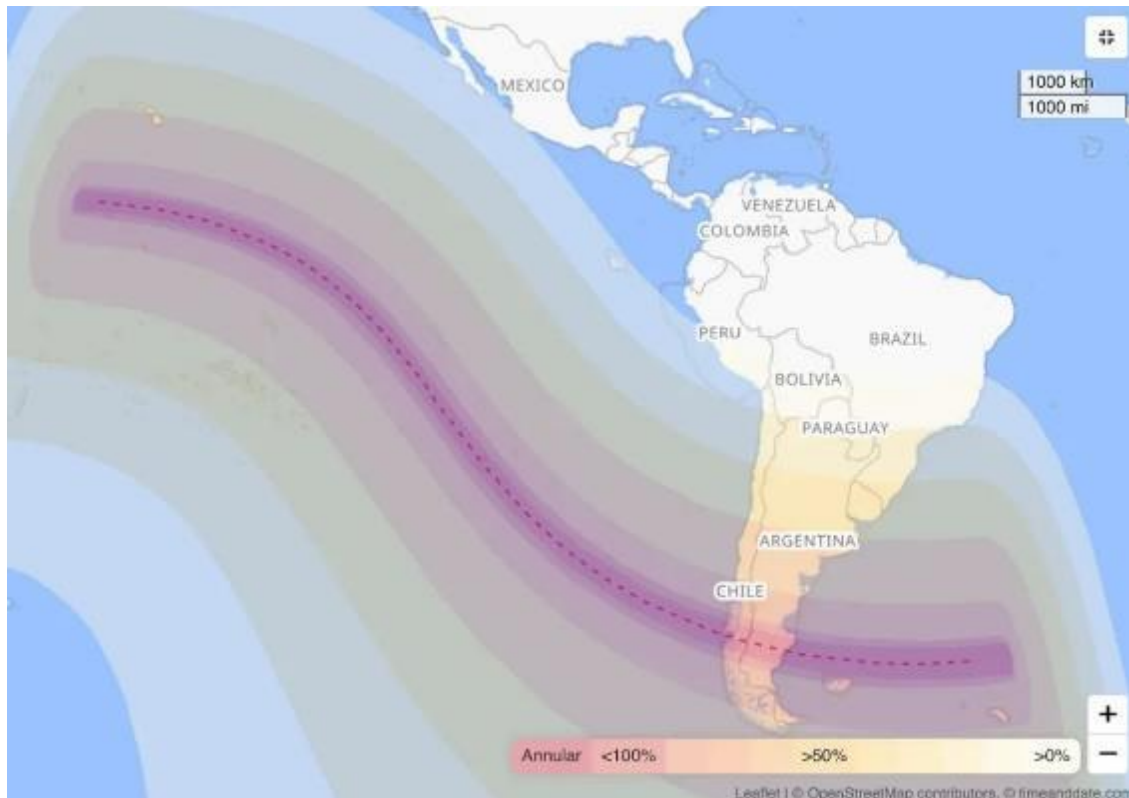 MEXICO
1000 km
1000 mi
VENEZUELA
COLOMBIA
PERU
BRAZIL
BOLIVIA
PARAGUAY
ARGENTINA
CHILE
+
−
Annular <100% >50% >0%
Leaflet | © OpenStreetMap contributors, © timeanddate.com